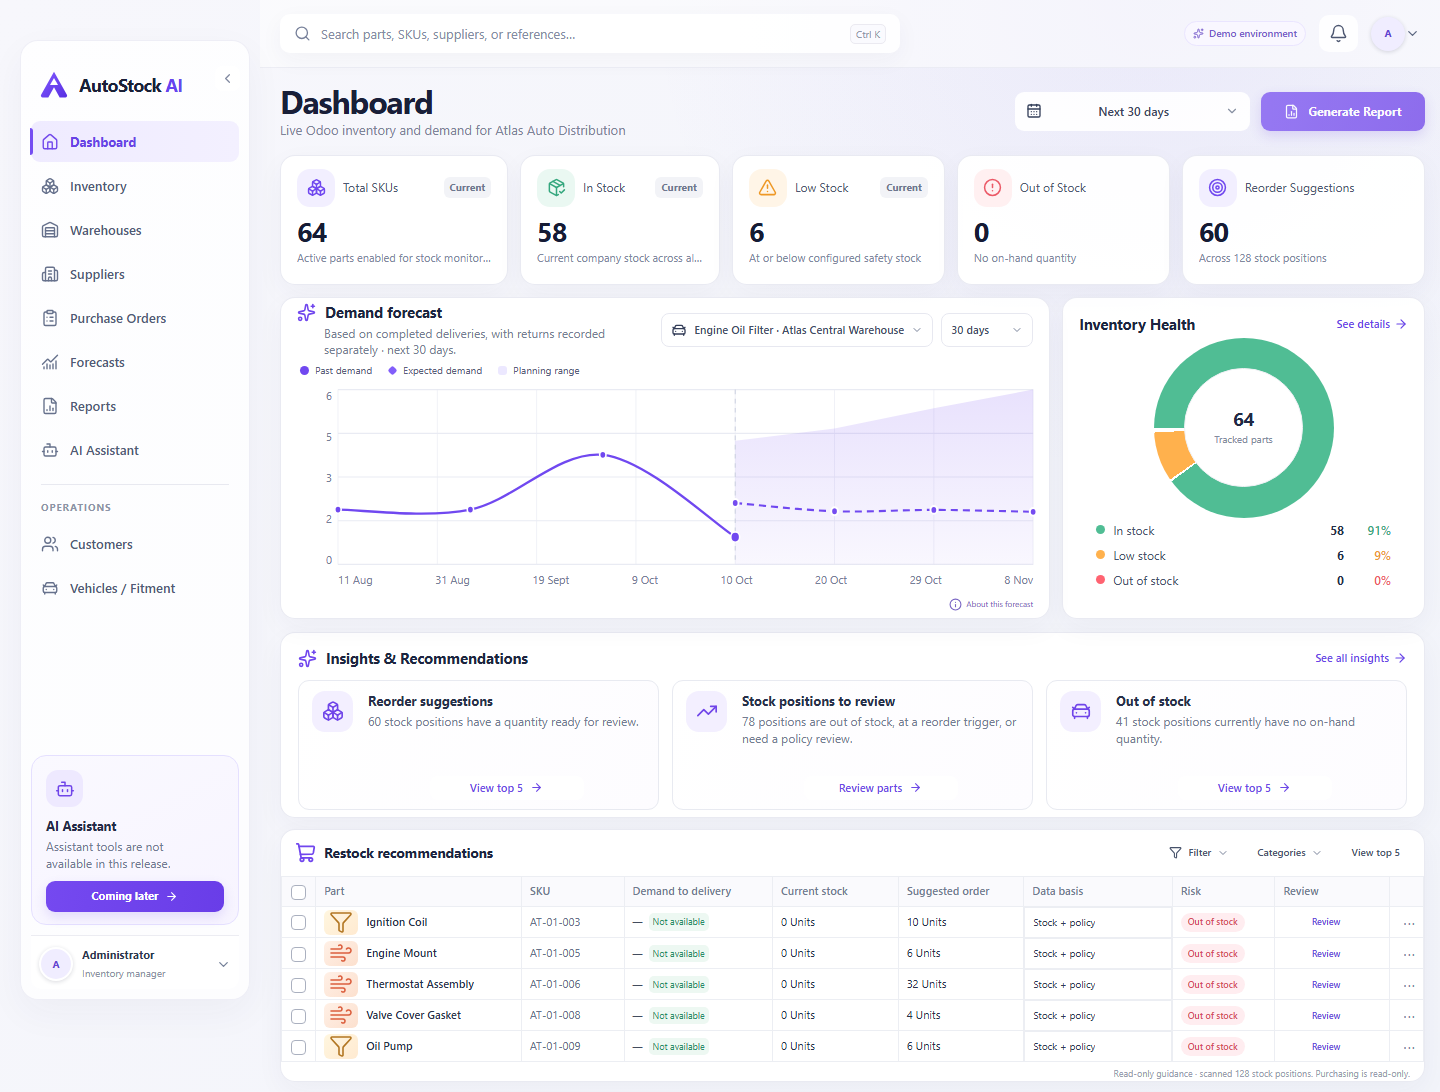 AutoStock AI
Dashboard
Inventory
Warehouses
Suppliers
Purchase Orders
Forecasts
Reports
AI Assistant
OPERATIONS
Customers
Vehicles / Fitment
AI Assistant
Assistant tools are not
available in this release.
Coming later
A
Administrator
Inventory manager
Search parts, SKUs, suppliers, or references...
Ctrl K
Demo environment
A
Dashboard
Live Odoo inventory and demand for Atlas Auto Distribution
Next 30 days
Generate Report
Total SKUs
Current
64
Active parts enabled for stock monitor...
In Stock
Current
58
Current company stock across al...
Low Stock
Current
6
At or below configured safety stock
Out of Stock
0
No on-hand quantity
Reorder Suggestions
60
Across 128 stock positions
Demand forecast
Based on completed deliveries, with returns recorded
separately · next 30 days.
Engine Oil Filter · Atlas Central Warehouse
30 days
Past demand
Expected demand
Planning range
6
5
3
2
0
11 Aug
31 Aug
19 Sept
9 Oct
10 Oct
20 Oct
29 Oct
8 Nov
About this forecast
Inventory Health
See details
64
Tracked parts
In stock 58 91%
Low stock 6 9%
Out of stock 0 0%
Insights & Recommendations
See all insights
Reorder suggestions
60 stock positions have a quantity ready for review.
View top 5
Stock positions to review
78 positions are out of stock, at a reorder trigger, or
need a policy review.
Review parts
Out of stock
41 stock positions currently have no on-hand
quantity.
View top 5
Restock recommendations
Filter
Categories
View top 5
Part SKU Demand to delivery Current stock Suggested order Data basis Risk Review
Ignition Coil AT-01-003 — Not available 0 Units 10 Units Stock + policy Out of stock Review ...
Engine Mount AT-01-005 — Not available 0 Units 6 Units Stock + policy Out of stock Review ...
Thermostat Assembly AT-01-006 — Not available 0 Units 32 Units Stock + policy Out of stock Review ...
Valve Cover Gasket AT-01-008 — Not available 0 Units 4 Units Stock + policy Out of stock Review ...
Oil Pump AT-01-009 — Not available 0 Units 6 Units Stock + policy Out of stock Review ...
Read-only guidance · scanned 128 stock positions. Purchasing is read-only.